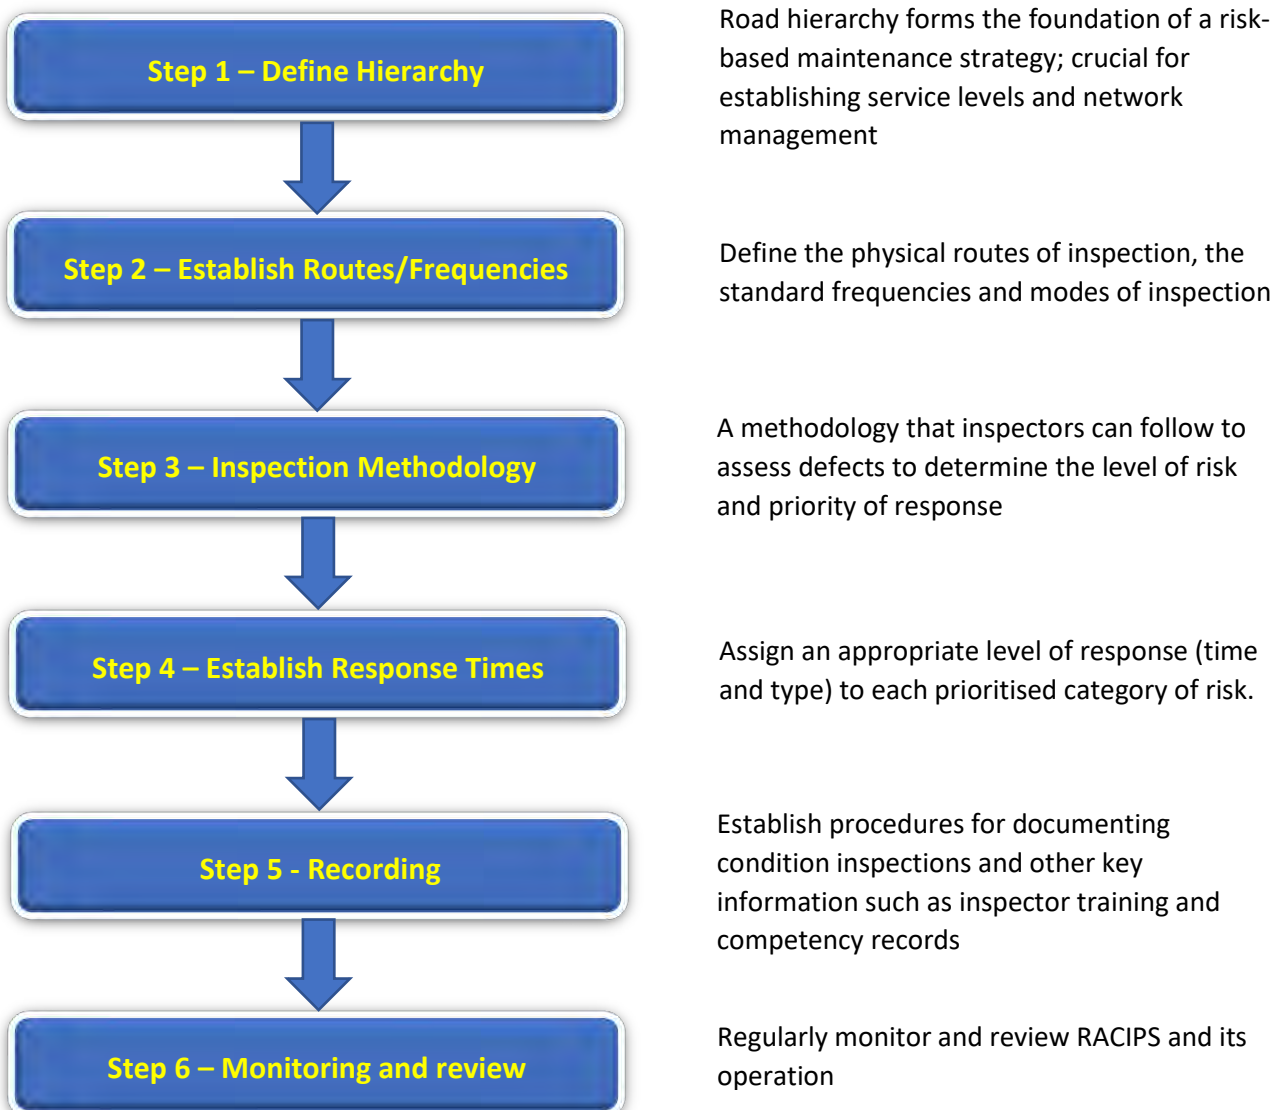 Step 1 – Define Hierarchy
Road hierarchy forms the foundation of a risk-
based maintenance strategy; crucial for
establishing service levels and network
management
Step 2 – Establish Routes/Frequencies
Define the physical routes of inspection, the
standard frequencies and modes of inspection
Step 3 – Inspection Methodology
A methodology that inspectors can follow to
assess defects to determine the level of risk
and priority of response
Step 4 – Establish Response Times
Assign an appropriate level of response (time
and type) to each prioritised category of risk.
Step 5 - Recording
Establish procedures for documenting
condition inspections and other key
information such as inspector training and
competency records
Step 6 – Monitoring and review
Regularly monitor and review RACIPS and its
operation